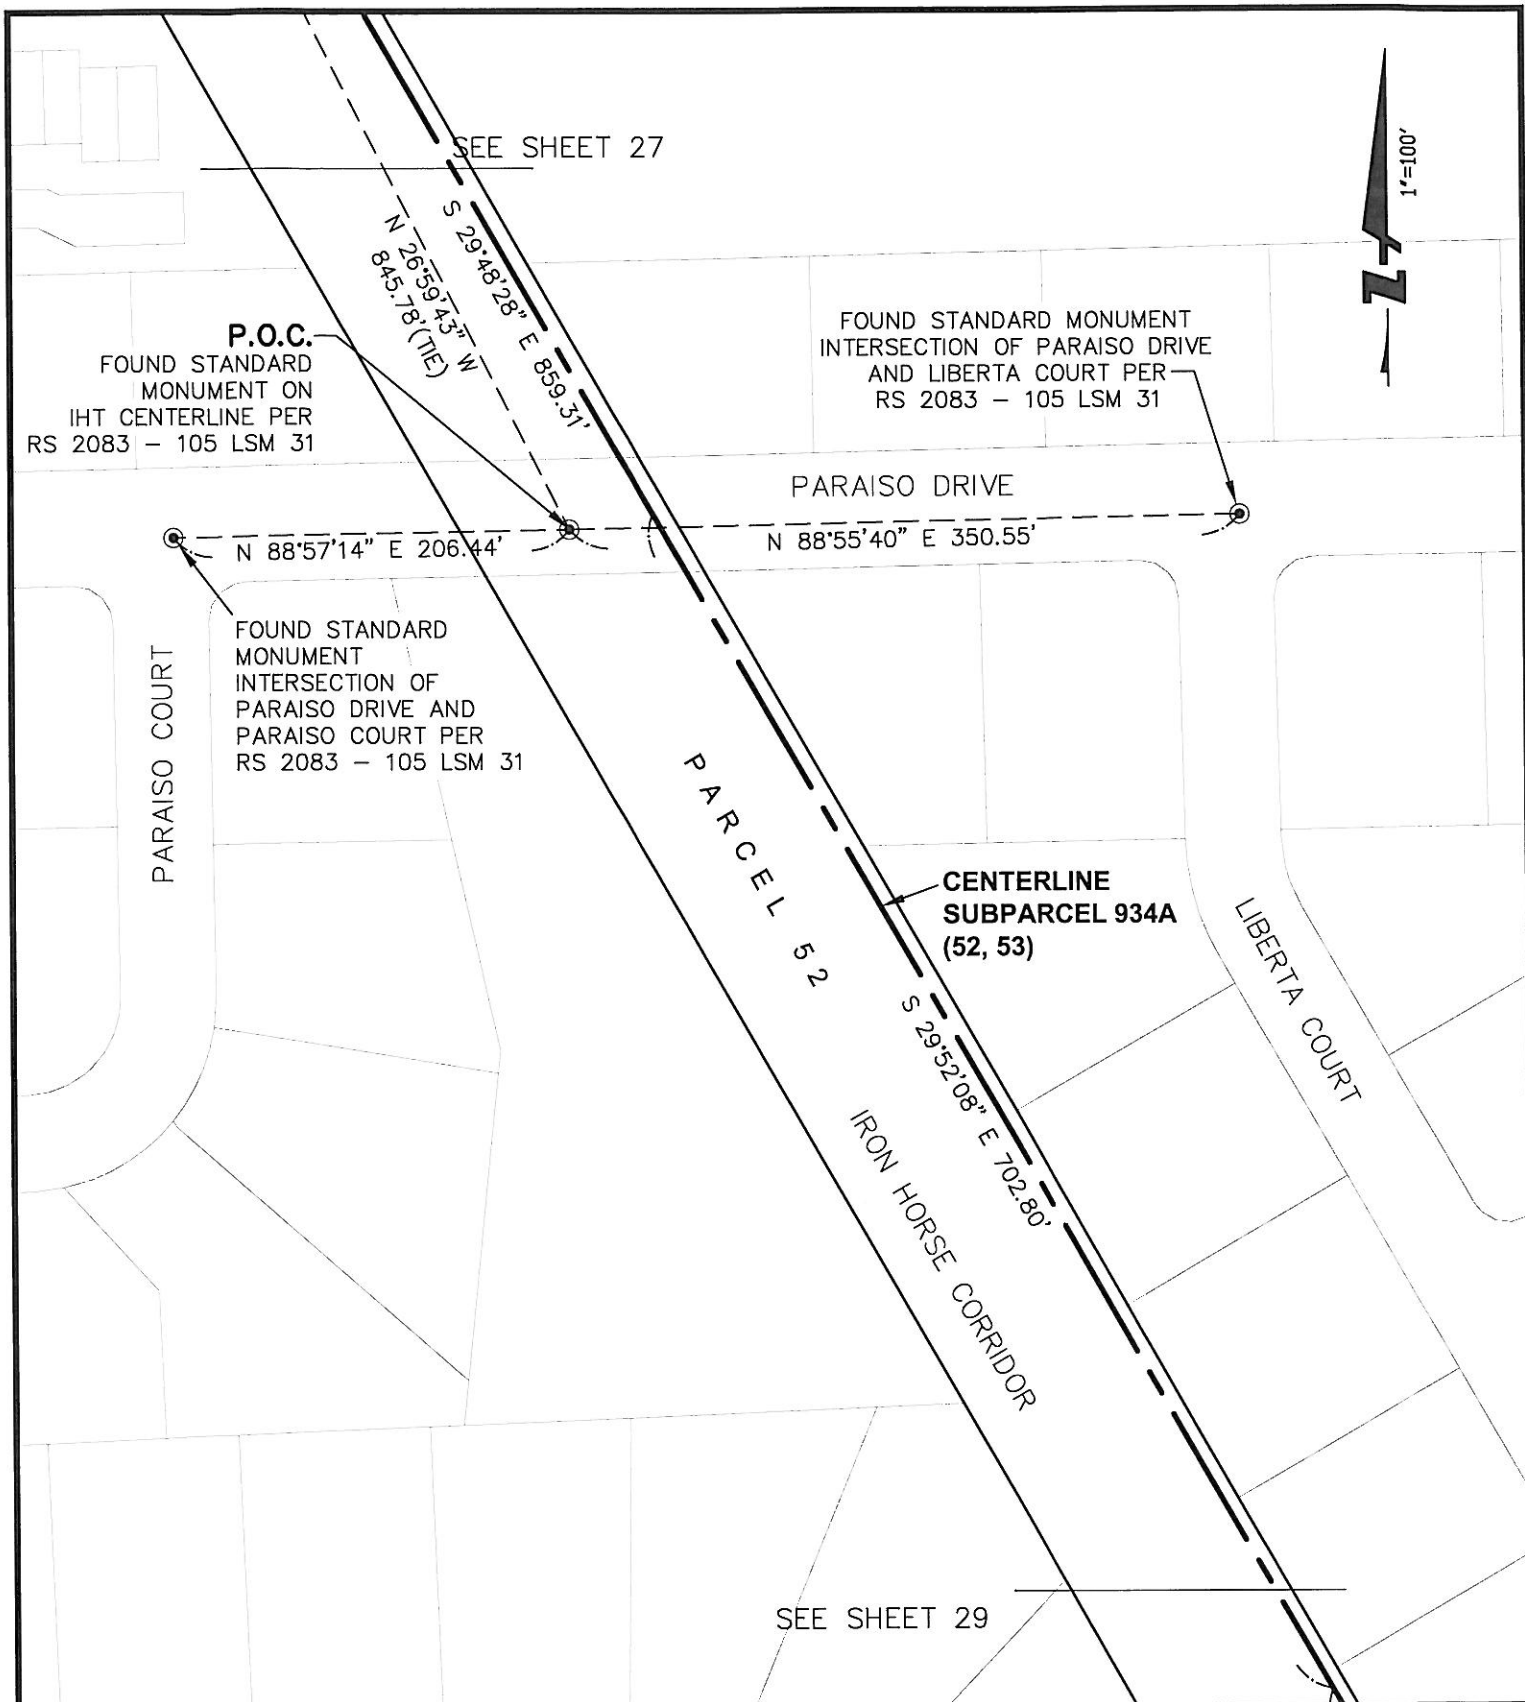 SEE SHEET 27
1"=100'
N 26°59'43" W
845.78'(TIE)
S 29°48'28" E 859.31'
P.O.C.
FOUND STANDARD
MONUMENT ON
IHT CENTERLINE PER
RS 2083 – 105 LSM 31
FOUND STANDARD MONUMENT
INTERSECTION OF PARAISO DRIVE
AND LIBERTA COURT PER
RS 2083 – 105 LSM 31
PARAISO DRIVE
N 88°57'14" E 206.44'
N 88°55'40" E 350.55'
FOUND STANDARD
MONUMENT
INTERSECTION OF
PARAISO DRIVE AND
PARAISO COURT PER
RS 2083 – 105 LSM 31
PARAISO COURT
PARCEL 52
CENTERLINE
SUBPARCEL 934A
(52, 53)
LIBERTA COURT
S 29°52'08" E 702.80'
IRON HORSE CORRIDOR
SEE SHEET 29
Z